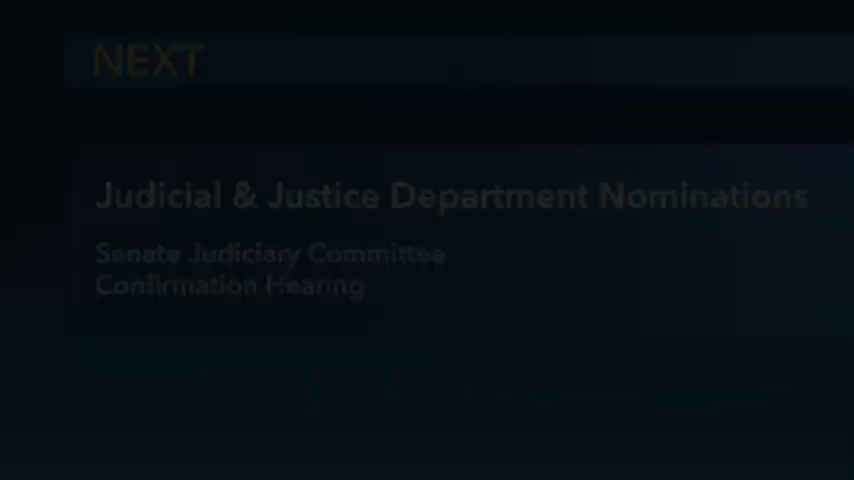 NEXT
Judicial & Justice Department Nominations
Senate Judiciary Committee
Confirmation Hearing